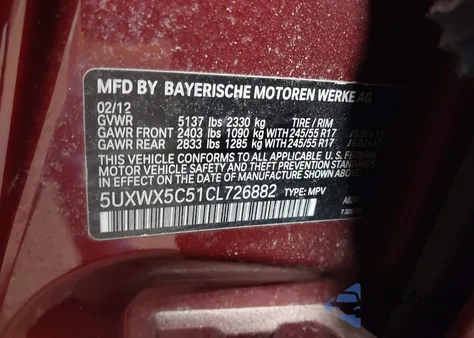 MFD BY BAYERISCHE MOTOREN WERKE AG
02/12
GVWR 5137 lbs 2330 kg TIRE / RIM
GAWR FRONT 2403 lbs 1090 kg WITH 245/55 R17
GAWR REAR 2833 lbs 1285 kg WITH 245/55 R17
THIS VEHICLE CONFORMS TO ALL APPLICABLE U.S. FEDERAL
MOTOR VEHICLE SAFETY AND THEFT
PREVENTION STANDARDS IN EFFECT ON THE DATE OF
5UXWX5C51CL726882 TYPE: MPV